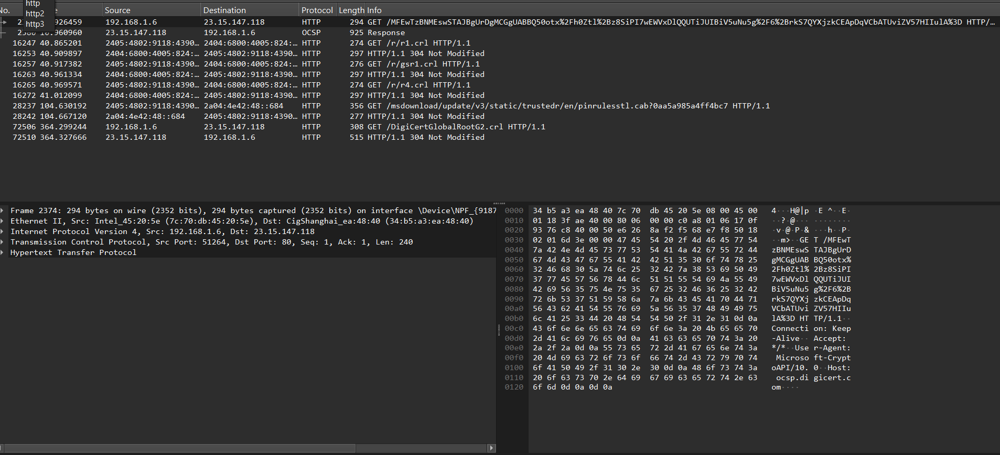 http
http2
http3
No. Source Destination Protocol Length Info
926459 192.168.1.6 23.15.147.118 HTTP 294 GET /MFEwTzBNMEswSTAJBgUrDgMCGgUABBQ50otx%2Fh0Ztl%2Bz8SiPI7wEWVxDlQQUTiJUIBiV5uNu5g%2F6%2BrkS7QYXjzkCEApDqVCbATUviZV57HIIulA%3D HTTP/…
2380 10.960960 23.15.147.118 192.168.1.6 OCSP 925 Response
16247 40.865201 2405:4802:9118:4390… 2404:6800:4005:824:… HTTP 274 GET /r/r1.crl HTTP/1.1
16253 40.909897 2404:6800:4005:824:… 2405:4802:9118:4390… HTTP 297 HTTP/1.1 304 Not Modified
16257 40.917382 2405:4802:9118:4390… 2404:6800:4005:824:… HTTP 276 GET /r/gsr1.crl HTTP/1.1
16263 40.961334 2404:6800:4005:824:… 2405:4802:9118:4390… HTTP 297 HTTP/1.1 304 Not Modified
16265 40.969571 2405:4802:9118:4390… 2404:6800:4005:824:… HTTP 274 GET /r/r4.crl HTTP/1.1
16272 41.012099 2404:6800:4005:824:… 2405:4802:9118:4390… HTTP 297 HTTP/1.1 304 Not Modified
28237 104.630192 2405:4802:9118:4390… 2a04:4e42:48::684 HTTP 356 GET /msdownload/update/v3/static/trustedr/en/pinrulesstl.cab?0aa5a985a4ff4bc7 HTTP/1.1
28242 104.667120 2a04:4e42:48::684 2405:4802:9118:4390… HTTP 277 HTTP/1.1 304 Not Modified
72506 364.299244 192.168.1.6 23.15.147.118 HTTP 308 GET /DigiCertGlobalRootG2.crl HTTP/1.1
72510 364.327666 23.15.147.118 192.168.1.6 HTTP 515 HTTP/1.1 304 Not Modified
Frame 2374: 294 bytes on wire (2352 bits), 294 bytes captured (2352 bits) on interface \Device\NPF_{9187
Ethernet II, Src: Intel_45:20:5e (7c:70:db:45:20:5e), Dst: CigShanghai_ea:48:40 (34:b5:a3:ea:48:40)
Internet Protocol Version 4, Src: 192.168.1.6, Dst: 23.15.147.118
Transmission Control Protocol, Src Port: 51264, Dst Port: 80, Seq: 1, Ack: 1, Len: 240
Hypertext Transfer Protocol
0000 34 b5 a3 ea 48 40 7c 70 db 45 20 5e 08 00 45 00 4···H@|p ·E ^··E·
0010 01 18 3f ae 40 00 80 06 00 00 c0 a8 01 06 17 0f ··?·@··· ········
0020 93 76 c8 40 00 50 e6 26 8a f2 f5 68 e7 f8 50 18 ·v·@·P·& ···h··P·
0030 02 01 6d 3e 00 00 47 45 54 20 2f 4d 46 45 77 54 ··m>··GE T /MFEwT
0040 7a 42 4e 4d 45 73 77 53 54 41 4a 42 67 55 72 44 zBNMEswS TAJBgUrD
0050 67 4d 43 47 67 55 41 42 42 51 35 30 6f 74 78 25 gMCGgUAB BQ50otx%
0060 32 46 68 30 5a 74 6c 25 32 42 7a 38 53 69 50 49 2Fh0Ztl% 2Bz8SiPI
0070 37 77 45 57 56 78 44 6c 51 51 55 54 69 4a 55 49 7wEWVxDl QQUTiJUI
0080 42 69 56 35 75 4e 75 35 67 25 32 46 36 25 32 42 BiV5uNu5 g%2F6%2B
0090 72 6b 53 37 51 59 58 6a 7a 6b 43 45 41 70 44 71 rkS7QYXj zkCEApDq
00a0 56 43 62 41 54 55 76 69 5a 56 35 37 48 49 49 75 VCbATUvi ZV57HIIu
00b0 6c 41 25 33 44 20 48 54 54 50 2f 31 2e 31 0d 0a lA%3D HT TP/1.1··
00c0 43 6f 6e 6e 65 63 74 69 6f 6e 3a 20 4b 65 65 70 Connecti on: Keep
00d0 2d 41 6c 69 76 65 0d 0a 41 63 63 65 70 74 3a 20 -Alive·· Accept:
00e0 2a 2f 2a 0d 0a 55 73 65 72 2d 41 67 65 6e 74 3a */*··Use r-Agent:
00f0 20 4d 69 63 72 6f 73 6f 66 74 2d 43 72 79 70 74 Microso ft-Crypt
0100 6f 41 50 49 2f 31 30 2e 30 0d 0a 48 6f 73 74 3a oAPI/10. 0··Host:
0110 20 6f 63 73 70 2e 64 69 67 69 63 65 72 74 2e 63 ocsp.di gicert.c
0120 6f 6d 0d 0a 0d 0a om····